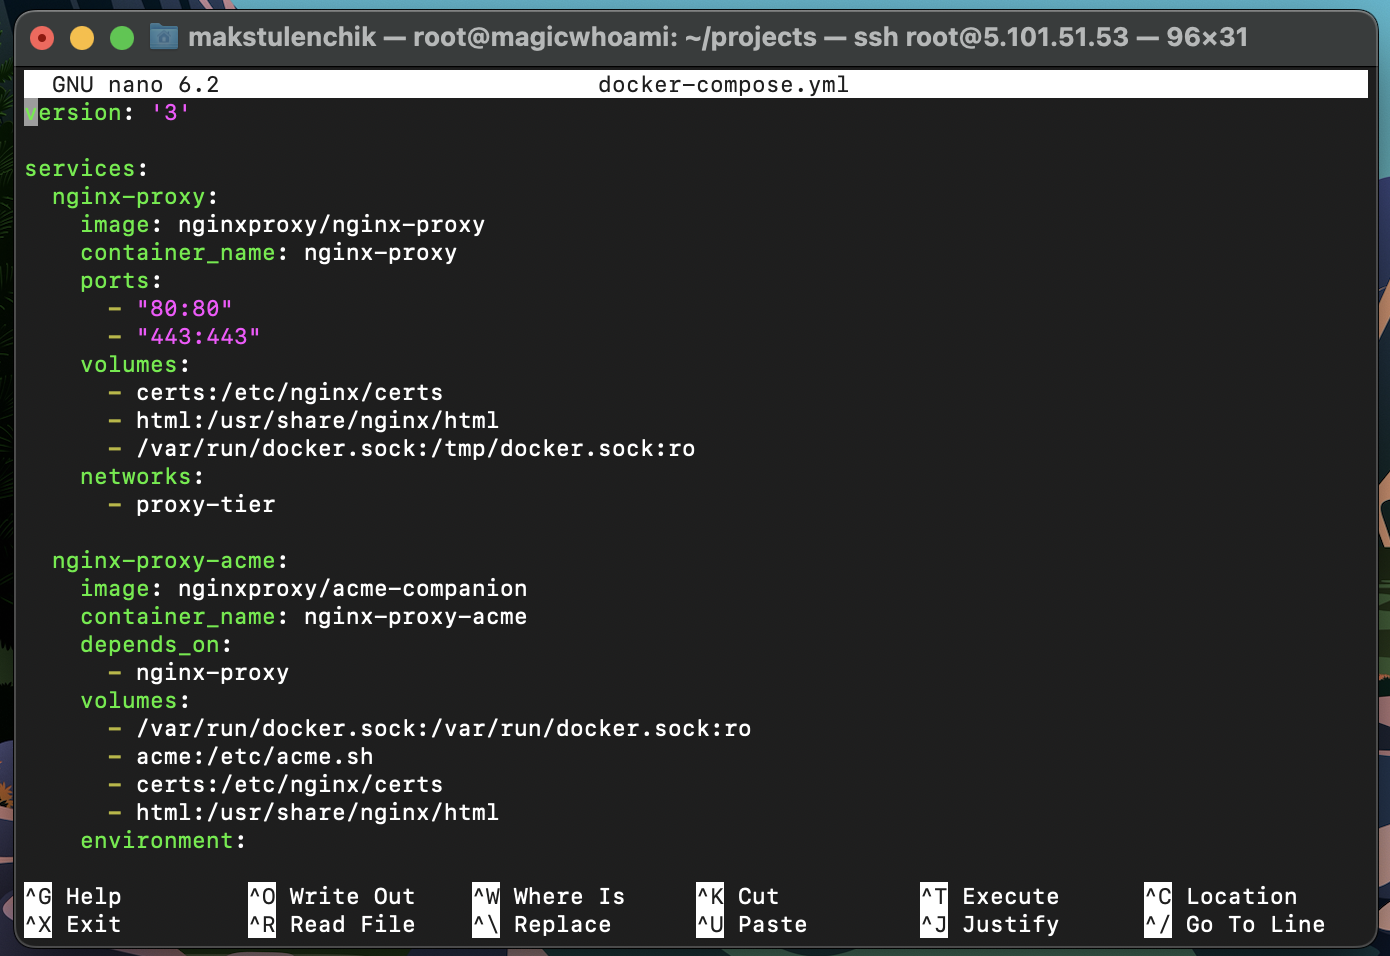 makstulenchik — root@magicwhoami: ~/projects — ssh root@5.101.51.53 — 96×31
GNU nano 6.2 docker-compose.yml
version: '3'
services:
nginx-proxy:
image: nginxproxy/nginx-proxy
container_name: nginx-proxy
ports:
- "80:80"
- "443:443"
volumes:
- certs:/etc/nginx/certs
- html:/usr/share/nginx/html
- /var/run/docker.sock:/tmp/docker.sock:ro
networks:
- proxy-tier
nginx-proxy-acme:
image: nginxproxy/acme-companion
container_name: nginx-proxy-acme
depends_on:
- nginx-proxy
volumes:
- /var/run/docker.sock:/var/run/docker.sock:ro
- acme:/etc/acme.sh
- certs:/etc/nginx/certs
- html:/usr/share/nginx/html
environment:
^G Help ^O Write Out ^W Where Is ^K Cut ^T Execute ^C Location
^X Exit ^R Read File ^\ Replace ^U Paste ^J Justify ^/ Go To Line